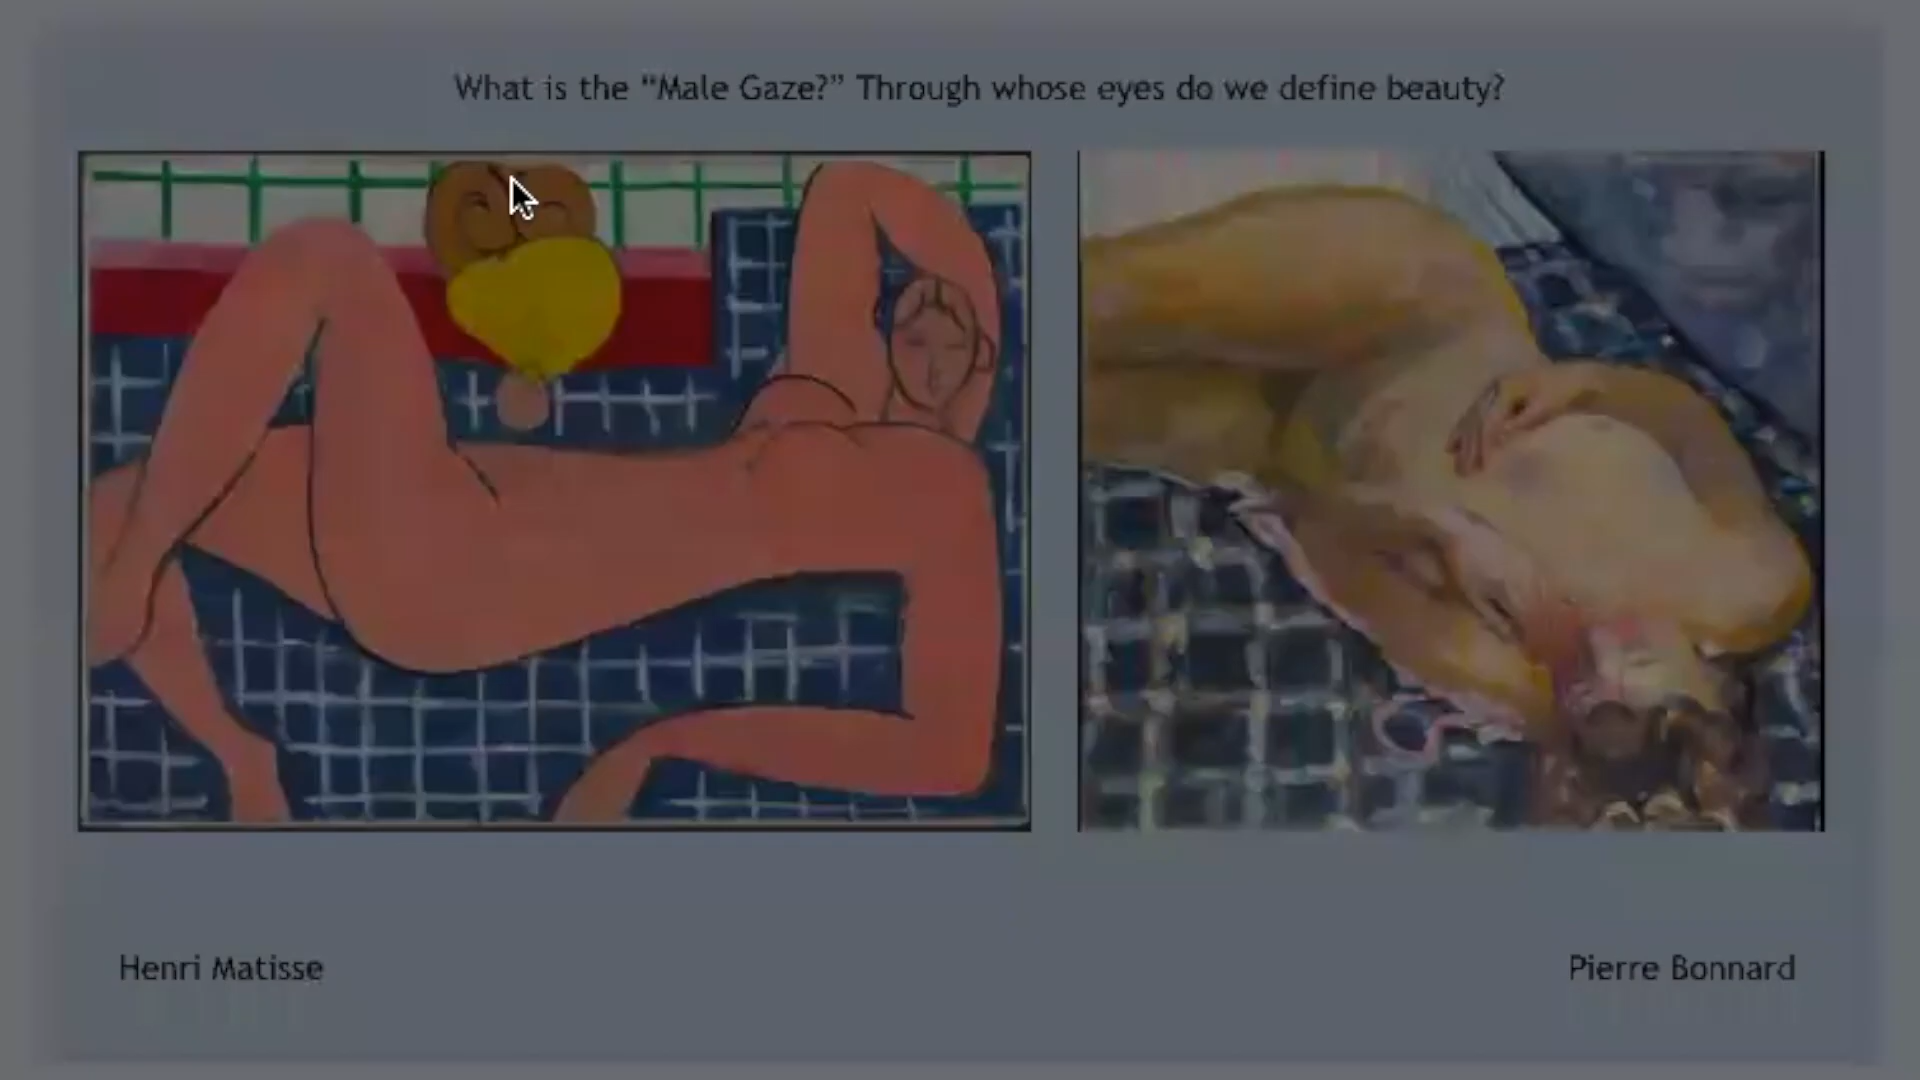 What is the “Male Gaze?” Through whose eyes do we define beauty?
Henri Matisse
Pierre Bonnard